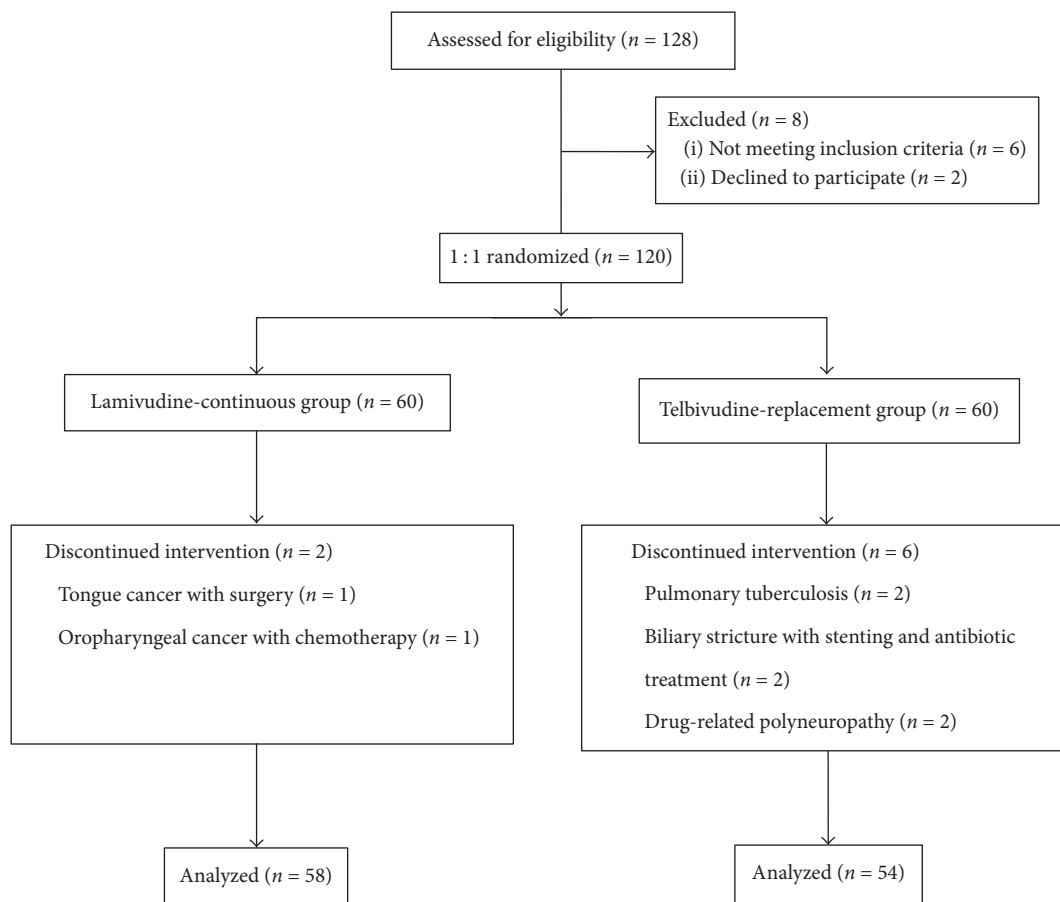 Assessed for eligibility (n = 128)
Excluded (n = 8)
(i) Not meeting inclusion criteria (n = 6)
(ii) Declined to participate (n = 2)
1 : 1 randomized (n = 120)
Lamivudine-continuous group (n = 60)
Telbivudine-replacement group (n = 60)
Discontinued intervention (n = 2)
Tongue cancer with surgery (n = 1)
Oropharyngeal cancer with chemotherapy (n = 1)
Discontinued intervention (n = 6)
Pulmonary tuberculosis (n = 2)
Biliary stricture with stenting and antibiotic
treatment (n = 2)
Drug-related polyneuropathy (n = 2)
Analyzed (n = 58)
Analyzed (n = 54)